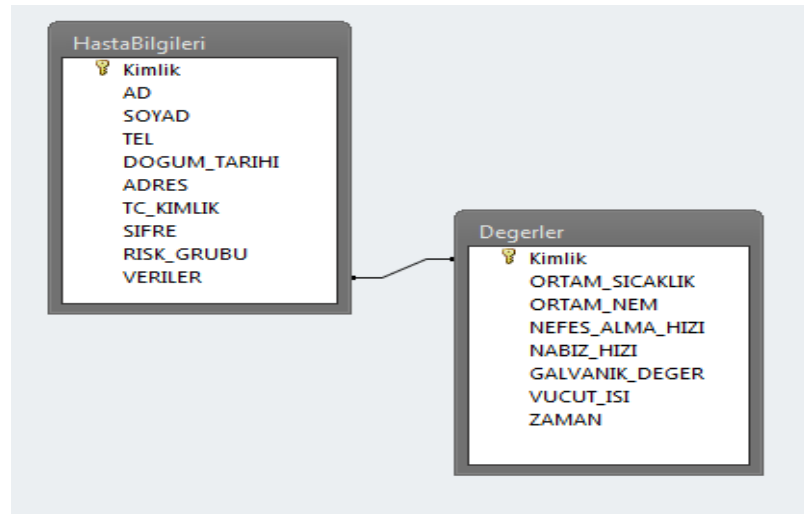 HastaBilgileri
Kimlik
AD
SOYAD
TEL
DOGUM_TARIHI
ADRES
TC_KIMLIK
SIFRE
RISK_GRUBU
VERILER
Degerler
Kimlik
ORTAM_SICAKLIK
ORTAM_NEM
NEFES_ALMA_HIZI
NABIZ_HIZI
GALVANIK_DEGER
VUCUT_ISI
ZAMAN